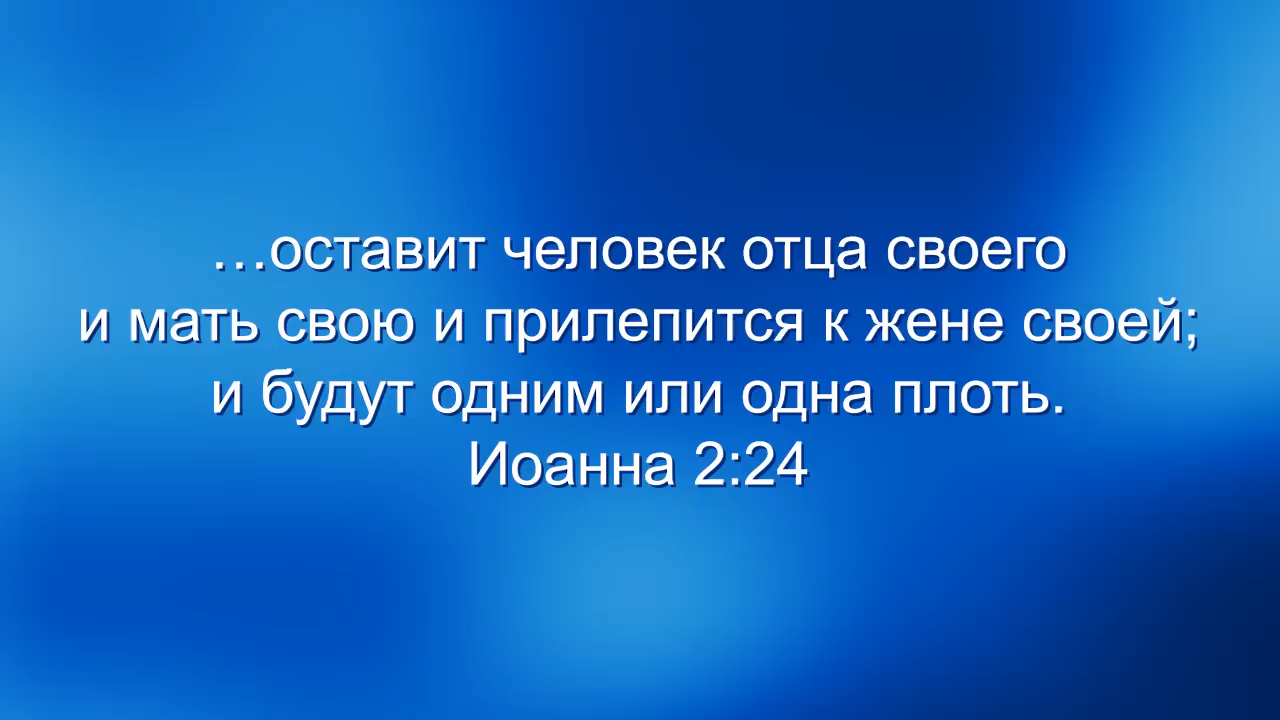 …оставит человек отца своего
и мать свою и прилепится к жене своей;
и будут одним или одна плоть.
Иоанна 2:24